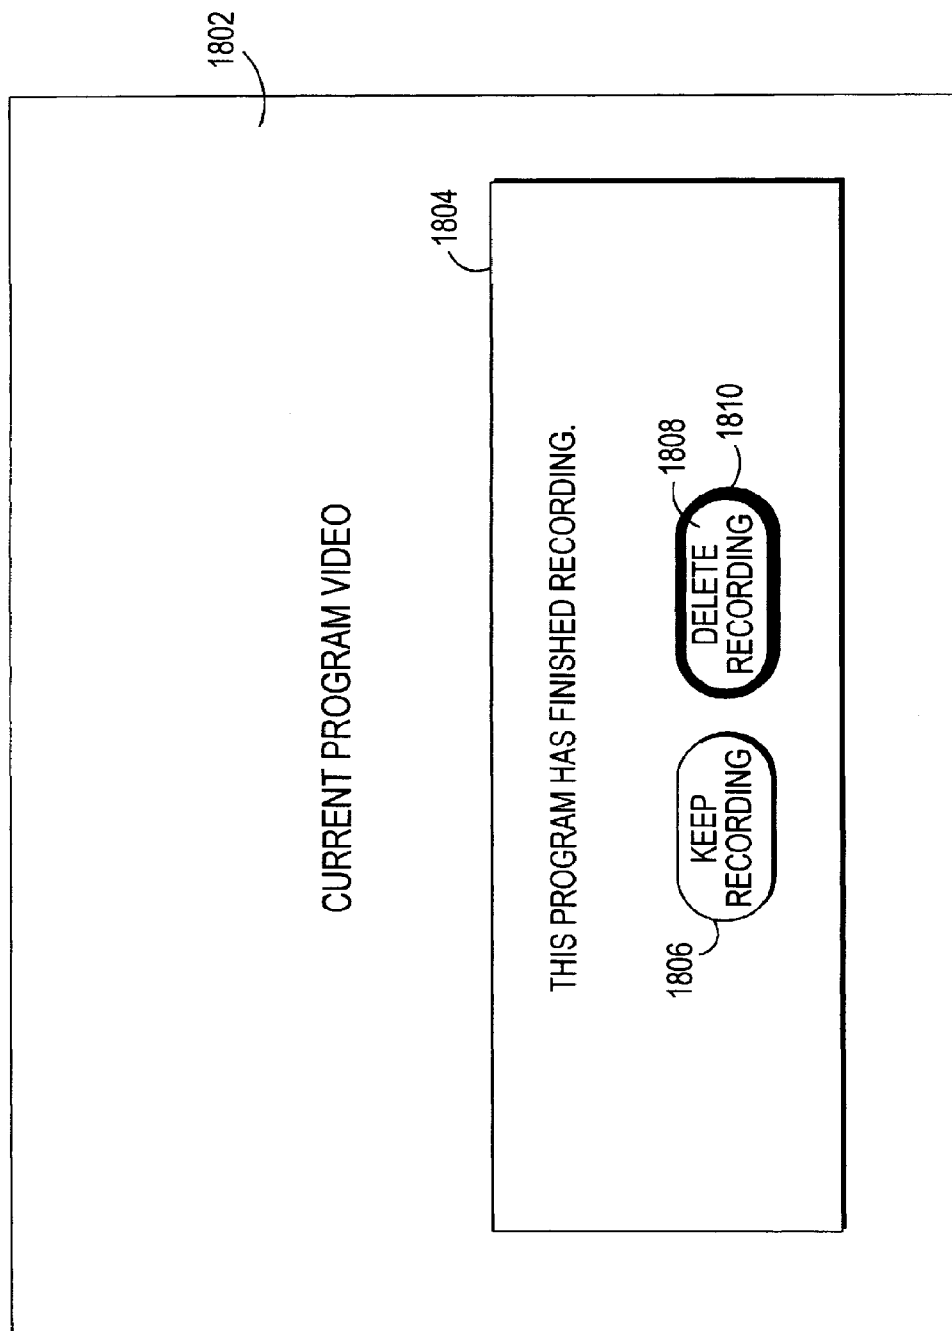 1802
CURRENT PROGRAM VIDEO
1804
THIS PROGRAM HAS FINISHED RECORDING.
1806
KEEP
RECORDING
DELETE
RECORDING
1808
1810